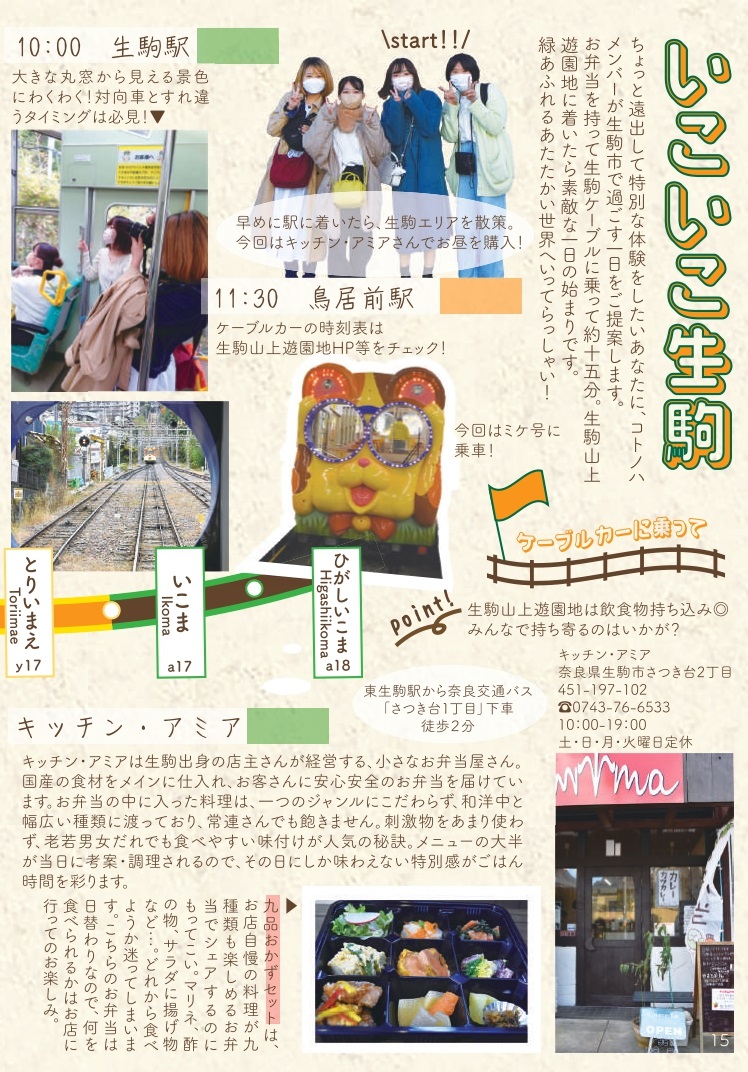 いこいこ生駒
ケーブルカーに乗って
ちょっと遠出して特別な体験をしたいあなたに、コトノハ
メンバーが生駒市で過ごす一日をご提案します。
お弁当を持って生駒ケーブルに乗って約十五分。生駒山上
遊園地に着いたら素敵な一日の始まりです。
緑あふれるあたたかい世界へいってらっしゃい！
\start!!/
10:00 生駒駅
大きな丸窓から見える景色
にわくわく！対向車とすれ違
うタイミングは必見！▼
早めに駅に着いたら、生駒エリアを散策。
今回はキッチン・アミアさんでお昼を購入！
11:30 鳥居前駅
ケーブルカーの時刻表は
生駒山上遊園地HP等をチェック！
今回はミケ号に
乗車！
とりいまえ
Toriimae
y17
いこま
Ikoma
a17
ひがしいこま
Higashiikoma
a18
point!
生駒山上遊園地は飲食物持ち込み◎
みんなで持ち寄るのはいかが？
東生駒駅から奈良交通バス
「さつき台1丁目」下車
徒歩2分
キッチン・アミア
奈良県生駒市さつき台2丁目
451-197-102
☎0743-76-6533
10:00-19:00
土・日・月・火曜日定休
キッチン・アミア
キッチン・アミアは生駒出身の店主さんが経営する、小さなお弁当屋さん。
国産の食材をメインに仕入れ、お客さんに安心安全のお弁当を届けてい
ます。お弁当の中に入った料理は、一つのジャンルにこだわらず、和洋中と
幅広い種類に渡っており、常連さんでも飽きません。刺激物をあまり使わ
ず、老若男女だれでも食べやすい味付けが人気の秘訣。メニューの大半
が当日に考案・調理されるので、その日にしか味わえない特別感がごはん
時間を彩ります。
▶
九品おかずセットは、
お店自慢の料理が九
種類も楽しめるお弁
当でシェアするのに
もってこい。マリネ、酢
の物、サラダに揚げ物
など…。どれから食べ
ようか迷ってしまいま
す。こちらのお弁当は
日替わりなので、何を
食べられるかはお店に
行ってのお楽しみ。
OPEN
15